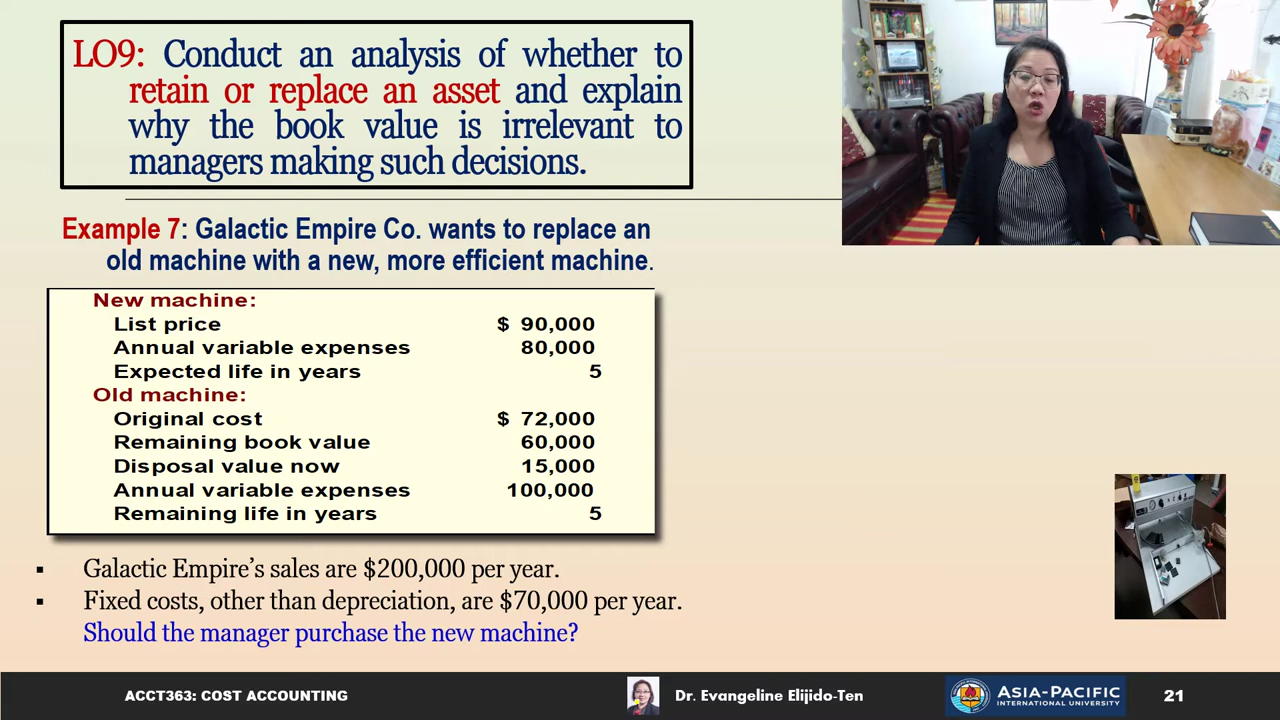 LO9: Conduct an analysis of whether to
retain or replace an asset and explain
why the book value is irrelevant to
managers making such decisions.
Example 7: Galactic Empire Co. wants to replace an
old machine with a new, more efficient machine.
New machine:
List price $ 90,000
Annual variable expenses 80,000
Expected life in years 5
Old machine:
Original cost $ 72,000
Remaining book value 60,000
Disposal value now 15,000
Annual variable expenses 100,000
Remaining life in years 5
▪ Galactic Empire’s sales are $200,000 per year.
▪ Fixed costs, other than depreciation, are $70,000 per year.
Should the manager purchase the new machine?
ACCT363: COST ACCOUNTING
Dr. Evangeline Elijido-Ten
ASIA-PACIFIC
INTERNATIONAL UNIVERSITY
21